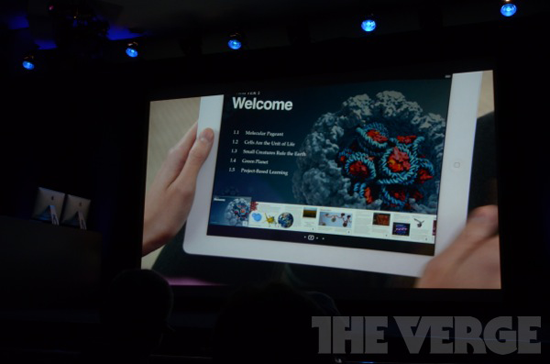 Welcome
1.1 Molecular Pageant
1.2 Cells Are the Unit of Life
1.3 Small Creatures Rule the Earth
1.4 Green Planet
1.5 Project-Based Learning
THE VERGE